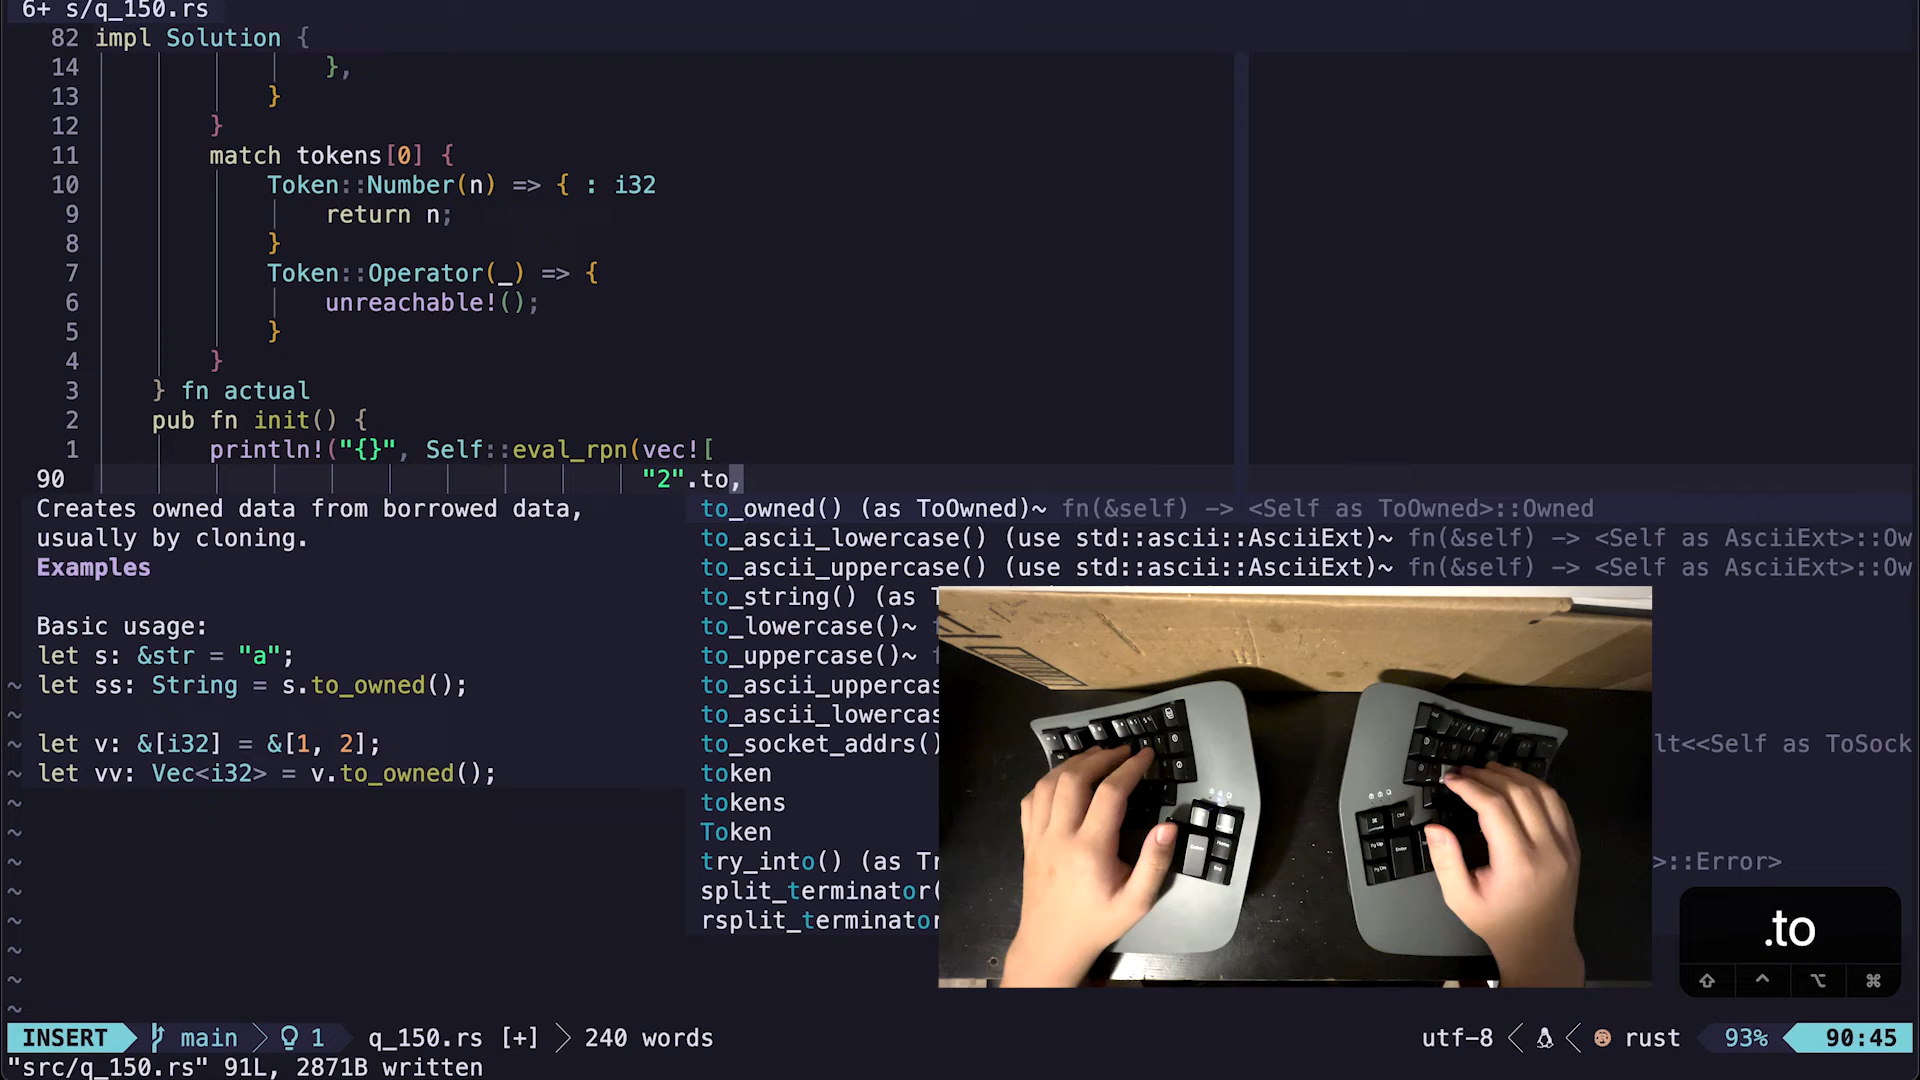 6+ s/q_150.rs
82 impl Solution {
14 },
13 }
12 }
11 match tokens[0] {
10 Token::Number(n) => { : i32
9 return n;
8 }
7 Token::Operator(_) => {
6 unreachable!();
5 }
4 }
3 } fn actual
2 pub fn init() {
1 println!("{}", Self::eval_rpn(vec![
90 "2".to,
Creates owned data from borrowed data,
usually by cloning.
Examples
Basic usage:
let s: &str = "a";
~ let ss: String = s.to_owned();
~
~ let v: &[i32] = &[1, 2];
~ let vv: Vec<i32> = v.to_owned();
~
~
~
~
~
~
~
~
to_owned() (as ToOwned)~ fn(&self) -> <Self as ToOwned>::Owned
to_ascii_lowercase() (use std::ascii::AsciiExt)~ fn(&self) -> <Self as AsciiExt>::Ow
to_ascii_uppercase() (use std::ascii::AsciiExt)~ fn(&self) -> <Self as AsciiExt>::Ow
to_string() (as T
to_lowercase()~ f
to_uppercase()~ f
to_ascii_uppercas
to_ascii_lowercas
to_socket_addrs() lt<<Self as ToSock
token
tokens
Token
try_into() (as Tr >::Error>
split_terminator(
rsplit_terminator
.to
INSERT main 1 q_150.rs [+] 240 words utf-8 rust 93% 90:45
"src/q_150.rs" 91L, 2871B written